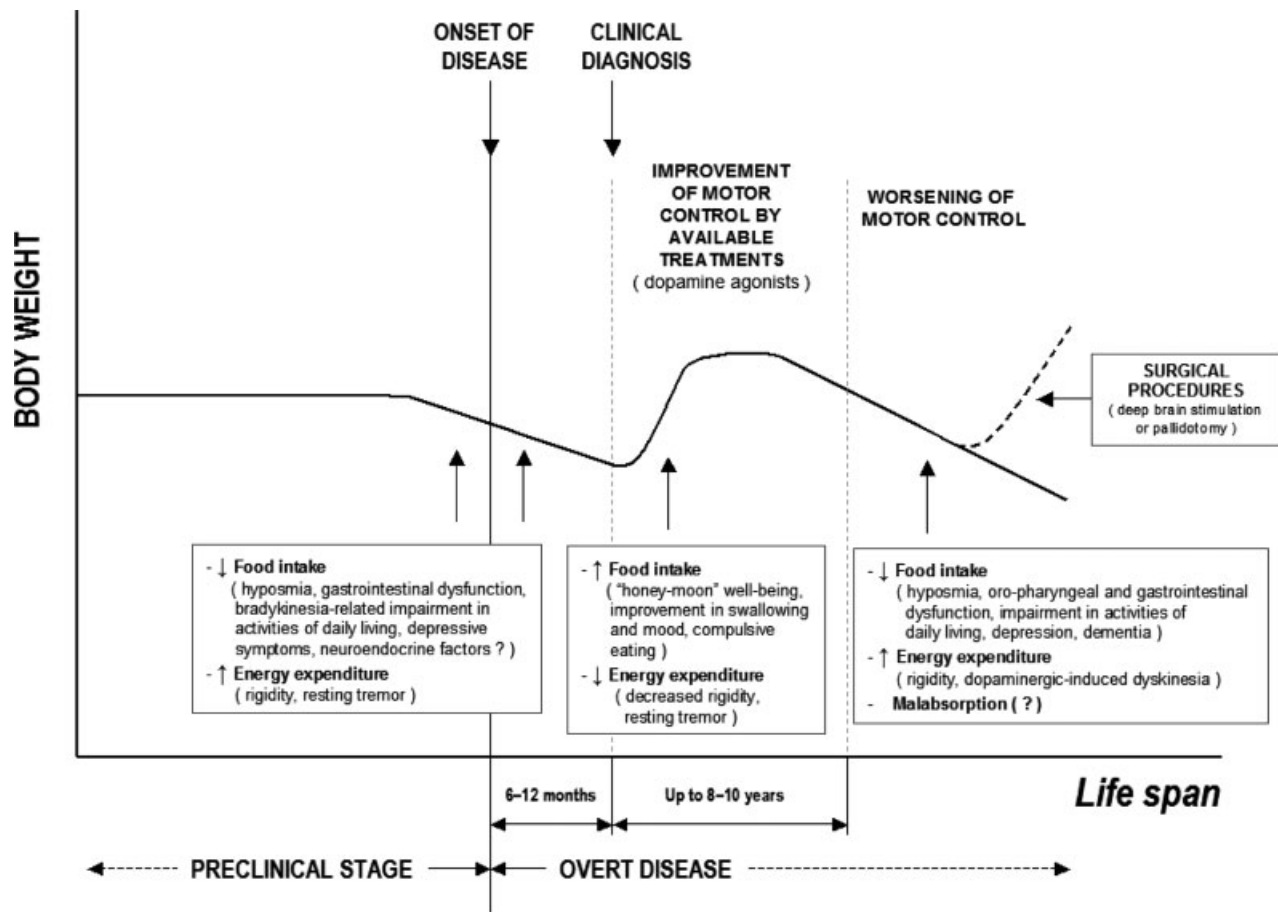 ONSET OF
DISEASE
CLINICAL
DIAGNOSIS
IMPROVEMENT
OF MOTOR
CONTROL BY
AVAILABLE
TREATMENTS
( dopamine agonists )
WORSENING OF
MOTOR CONTROL
BODY WEIGHT
SURGICAL
PROCEDURES
( deep brain stimulation
or pallidotomy )
- ↓ Food intake
( hyposmia, gastrointestinal dysfunction,
bradykinesia-related impairment in
activities of daily living, depressive
symptoms, neuroendocrine factors ? )
- ↑ Energy expenditure
( rigidity, resting tremor )
- ↑ Food intake
( “honey-moon” well-being,
improvement in swallowing
and mood, compulsive
eating )
- ↓ Energy expenditure
( decreased rigidity,
resting tremor )
- ↓ Food intake
( hyposmia, oro-pharyngeal and gastrointestinal
dysfunction, impairment in activities of
daily living, depression, dementia )
- ↑ Energy expenditure
( rigidity, dopaminergic-induced dyskinesia )
- Malabsorption ( ? )
6–12 months
Up to 8–10 years
Life span
PRECLINICAL STAGE
OVERT DISEASE